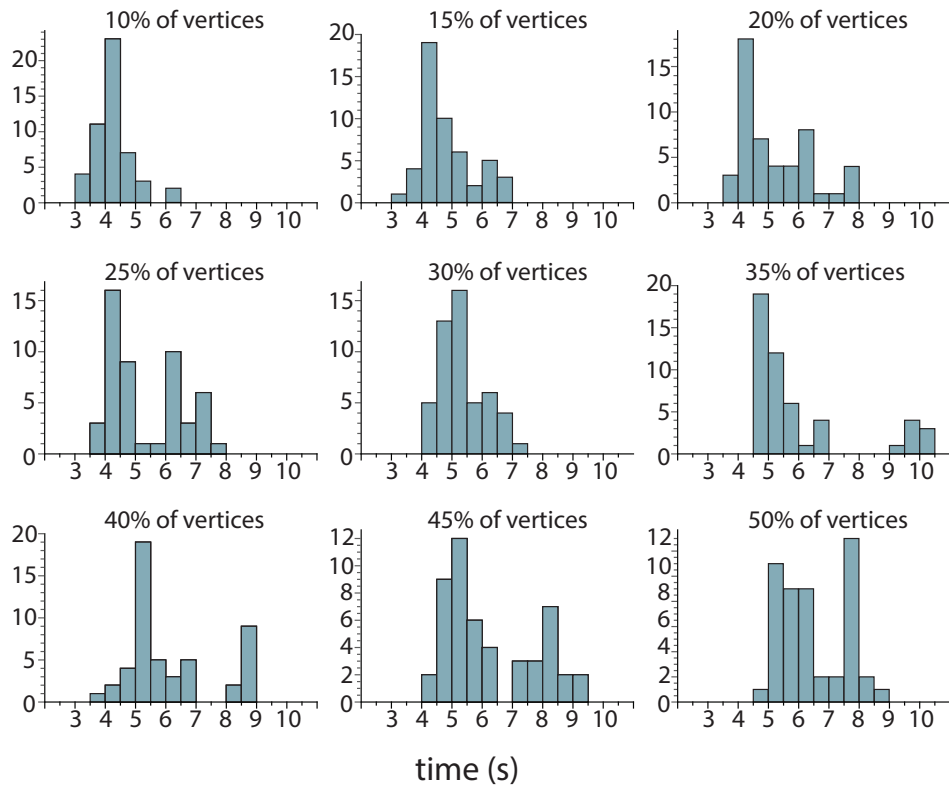 10% of vertices
20
15
10
5
0
3 4 5 6 7 8 9 10
15% of vertices
20
15
10
5
0
3 4 5 6 7 8 9 10
20% of vertices
15
10
5
0
3 4 5 6 7 8 9 10
25% of vertices
15
10
5
0
3 4 5 6 7 8 9 10
30% of vertices
15
10
5
0
3 4 5 6 7 8 9 10
35% of vertices
20
15
10
5
0
3 4 5 6 7 8 9 10
40% of vertices
20
15
10
5
0
3 4 5 6 7 8 9 10
45% of vertices
12
10
8
6
4
2
0
3 4 5 6 7 8 9 10
50% of vertices
12
10
8
6
4
2
0
3 4 5 6 7 8 9 10
time (s)